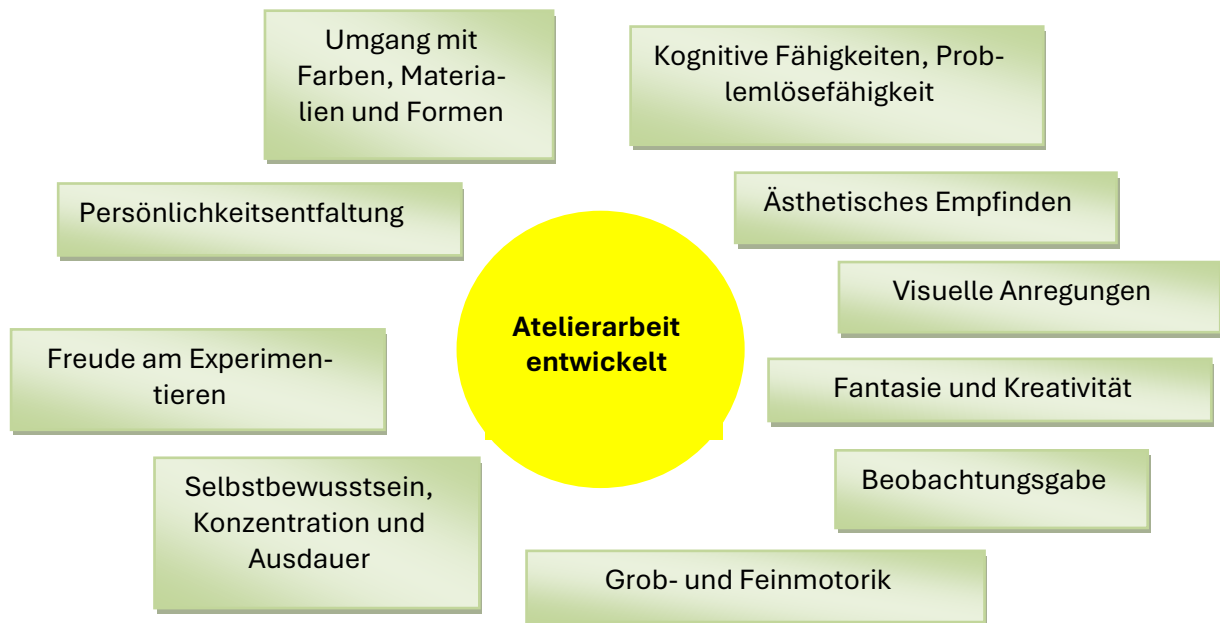 Umgang mit
Farben, Materia-
lien und Formen
Kognitive Fähigkeiten, Prob-
lemlösefähigkeit
Persönlichkeitsentfaltung
Ästhetisches Empfinden
Visuelle Anregungen
Atelierarbeit
entwickelt
Freude am Experimen-
tieren
Fantasie und Kreativität
Selbstbewusstsein,
Konzentration und
Ausdauer
Beobachtungsgabe
Grob- und Feinmotorik